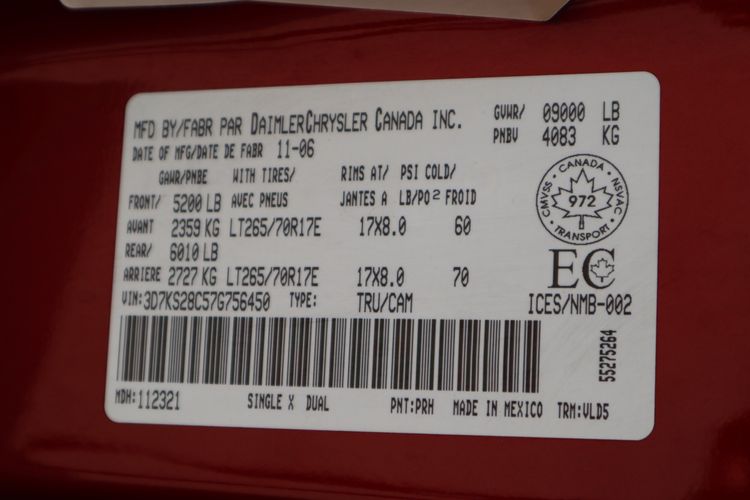 MFD BY/FABR PAR DAIMLERCHRYSLER CANADA INC. GVWR/ 09000 LB
DATE OF MFG/DATE DE FABR 11-06 PNBV 4083 KG
GAWR/PNBE WITH TIRES/ RIMS AT/ PSI COLD/
FRONT/ 5200 LB AVEC PNEUS JANTES A LB/PO² FROID
AVANT 2359 KG LT265/70R17E 17X8.0 60
REAR/ 6010 LB
ARRIERE 2727 KG LT265/70R17E 17X8.0 70
VIN:3D7KS28C57G756450 TYPE: TRU/CAM
CANADA
CMVSS · NSVAC
972
TRANSPORT
EC
ICES/NMB-002
55275264
MDH:112321 SINGLE X DUAL PNT:PRH MADE IN MEXICO TRM:VLD5